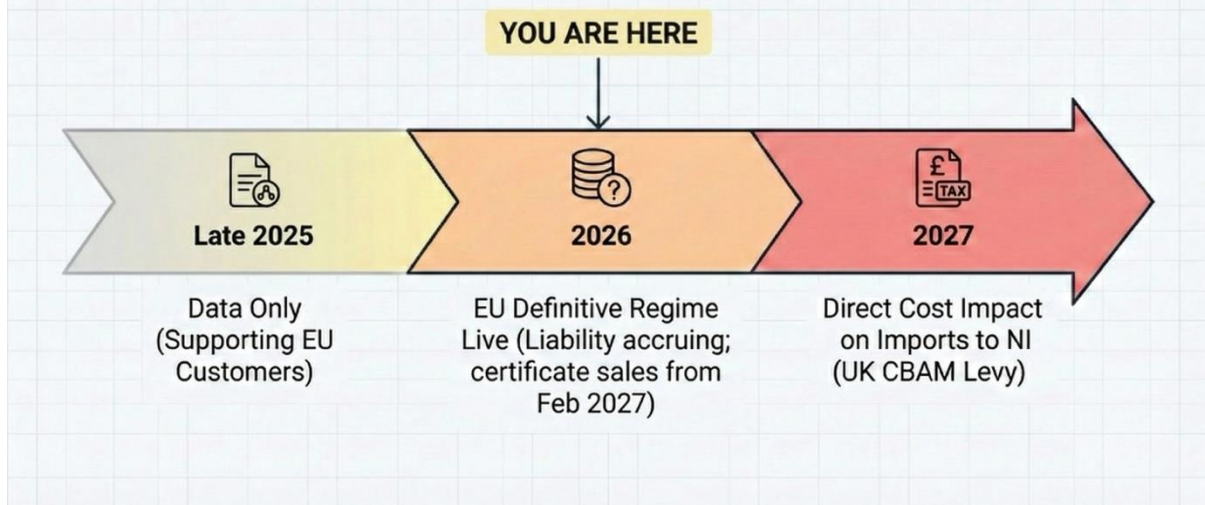 YOU ARE HERE
Late 2025
2026
?
£
TAX
2027
Data Only
(Supporting EU
Customers)
EU Definitive Regime
Live (Liability accruing;
certificate sales from
Feb 2027)
Direct Cost Impact
on Imports to NI
(UK CBAM Levy)